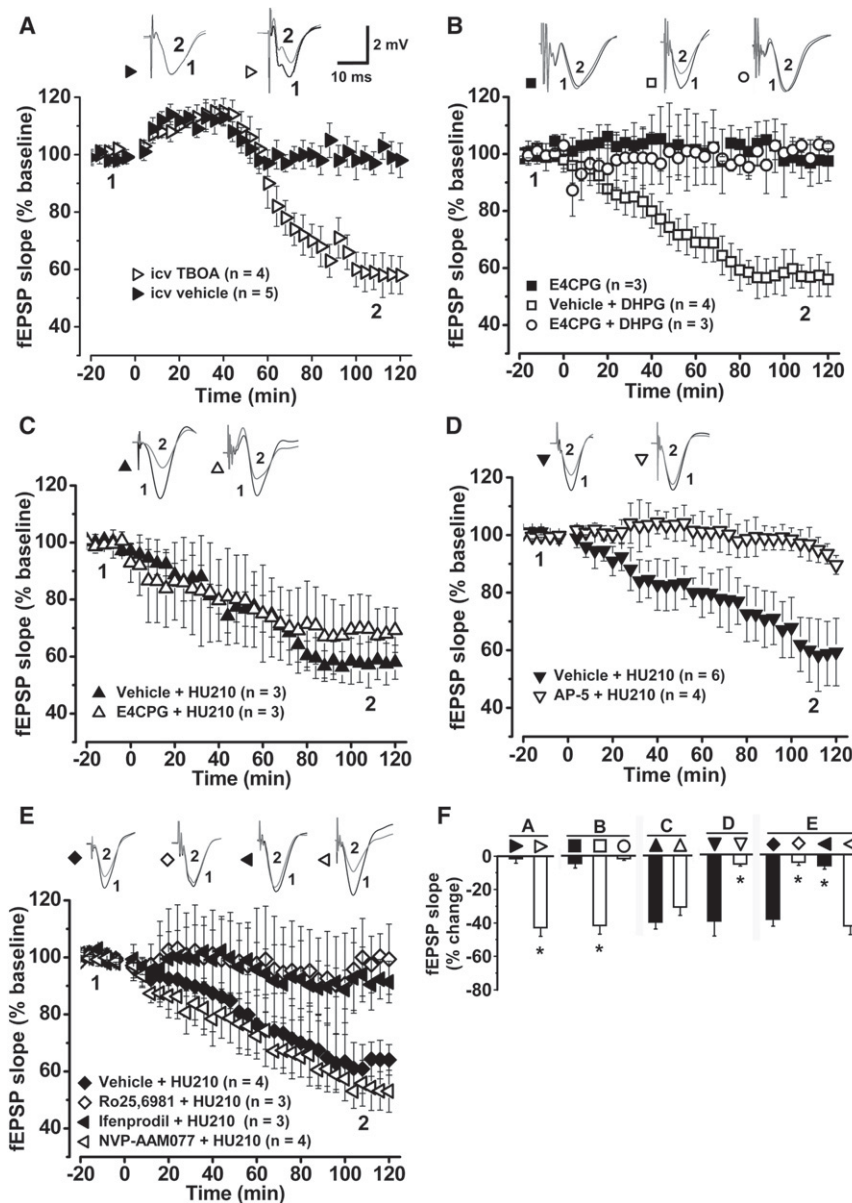 A
2
1
2
1
2 mV
10 ms
fEPSP slope (% baseline)
120
100
80
60
40
1
2
icv TBOA (n = 4)
icv vehicle (n = 5)
-20 0 20 40 60 80 100 120
Time (min)
B
2
1
2
1
2
1
fEPSP slope (% baseline)
120
100
80
60
40
1
2
E4CPG (n =3)
Vehicle + DHPG (n = 4)
E4CPG + DHPG (n = 3)
-20 0 20 40 60 80 100 120
Time (min)
C
2
1
2
1
fEPSP slope (% baseline)
120
100
80
60
40
1
2
Vehicle + HU210 (n = 3)
E4CPG + HU210 (n = 3)
-20 0 20 40 60 80 100 120
Time (min)
D
2
1
2
1
fEPSP slope (% baseline)
120
100
80
60
40
1
2
Vehicle + HU210 (n = 6)
AP-5 + HU210 (n = 4)
-20 0 20 40 60 80 100 120
Time (min)
E
2
1
2
1
2
1
2
1
fEPSP slope (% baseline)
120
100
80
60
40
1
2
Vehicle + HU210 (n = 4)
Ro25,6981 + HU210 (n = 3)
Ifenprodil + HU210 (n = 3)
NVP-AAM077 + HU210 (n = 4)
-20 0 20 40 60 80 100 120
Time (min)
F
A B C D E
fEPSP slope
(% change)
0
-20
-40
-60
-80
* * * * *